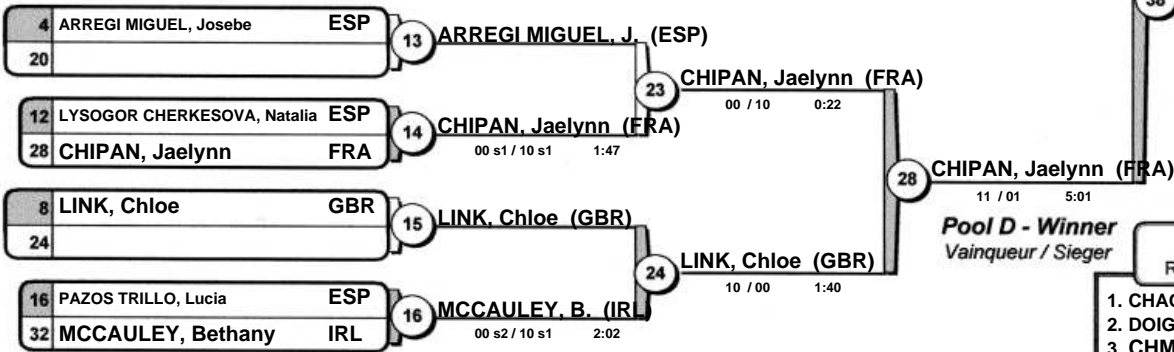 4 ARREGI MIGUEL, Josebe ESP
20
13 ARREGI MIGUEL, J. (ESP)
12 LYSOGOR CHERKESOVA, Natalia ESP
28 CHIPAN, Jaelynn FRA
14 CHIPAN, Jaelynn (FRA)
00 s1 / 10 s1 1:47
23 CHIPAN, Jaelynn (FRA)
00 / 10 0:22
8 LINK, Chloe GBR
24
15 LINK, Chloe (GBR)
16 PAZOS TRILLO, Lucia ESP
32 MCCAULEY, Bethany IRL
16 MCCAULEY, B. (IRL)
00 s2 / 10 s1 2:02
24 LINK, Chloe (GBR)
10 / 00 1:40
28 CHIPAN, Jaelynn (FRA)
11 / 01 5:01
Pool D - Winner
Vainqueur / Sieger
38
R
1. CHAC
2. DOIG
3. CHM